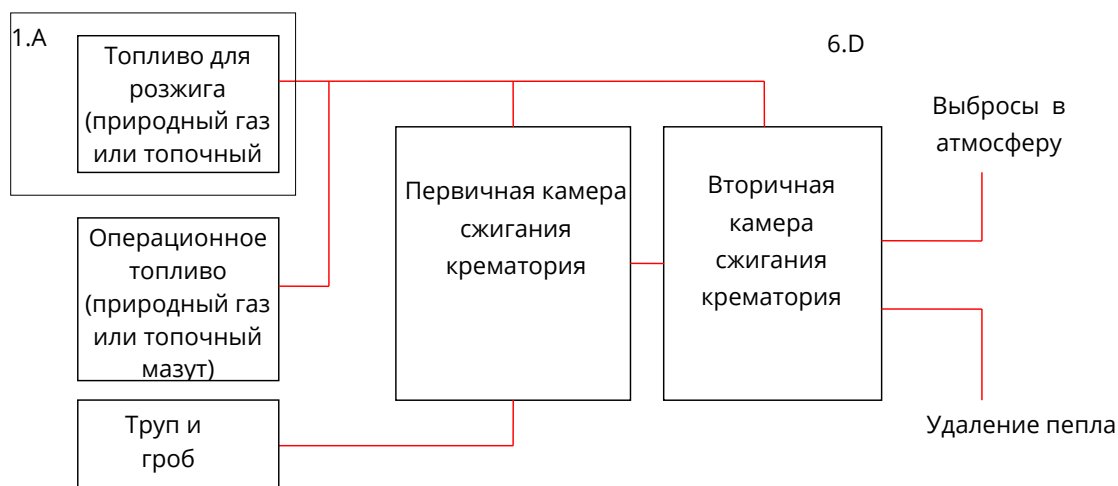 1.A
Топливо для
розжига
(природный газ
или топочный
Операционное
топливо
(природный газ
или топочный
мазут)
Труп и
гроб
Первичная камера
сжигания
крематория
Вторичная
камера
сжигания
крематория
6.D
Выбросы в
атмосферу
Удаление пепла